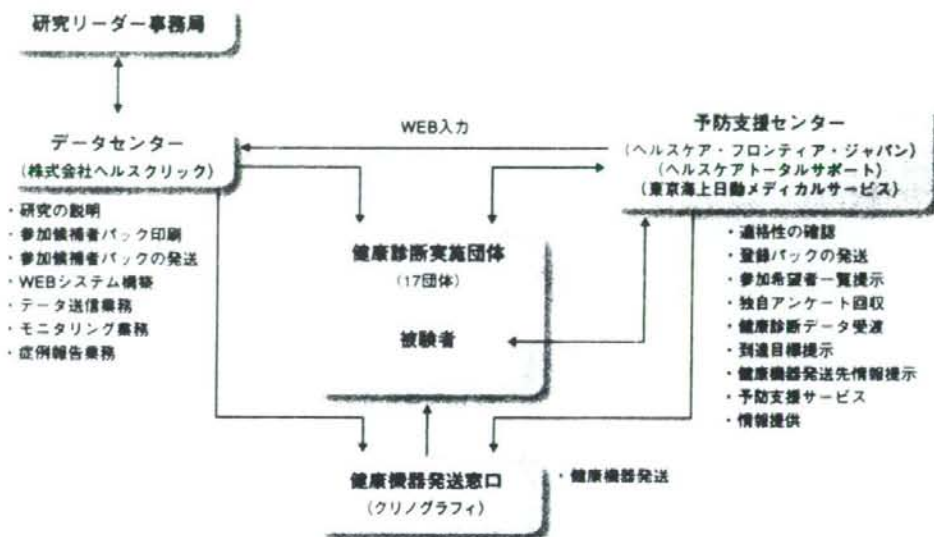 研究リーダー事務局
データセンター
(株式会社ヘルスクリック)
・研究の説明
・参加候補者パック印刷
・参加候補者パックの発送
・WEBシステム構築
・データ送信業務
・モニタリング業務
・症例報告業務
WEB入力
予防支援センター
(ヘルスケア・フロンティア・ジャパン)
(ヘルスケアトータルサポート)
(東京海上日動メディカルサービス)
・適格性の確認
・登録パックの発送
・参加希望者一覧提示
・独自アンケート回収
・健康診断データ受渡
・到達目標提示
・健康機器発送先情報提示
・予防支援サービス
・情報提供
健康診断実施団体
(17団体)
被験者
健康機器発送窓口
(クリノグラフィ)
・健康機器発送